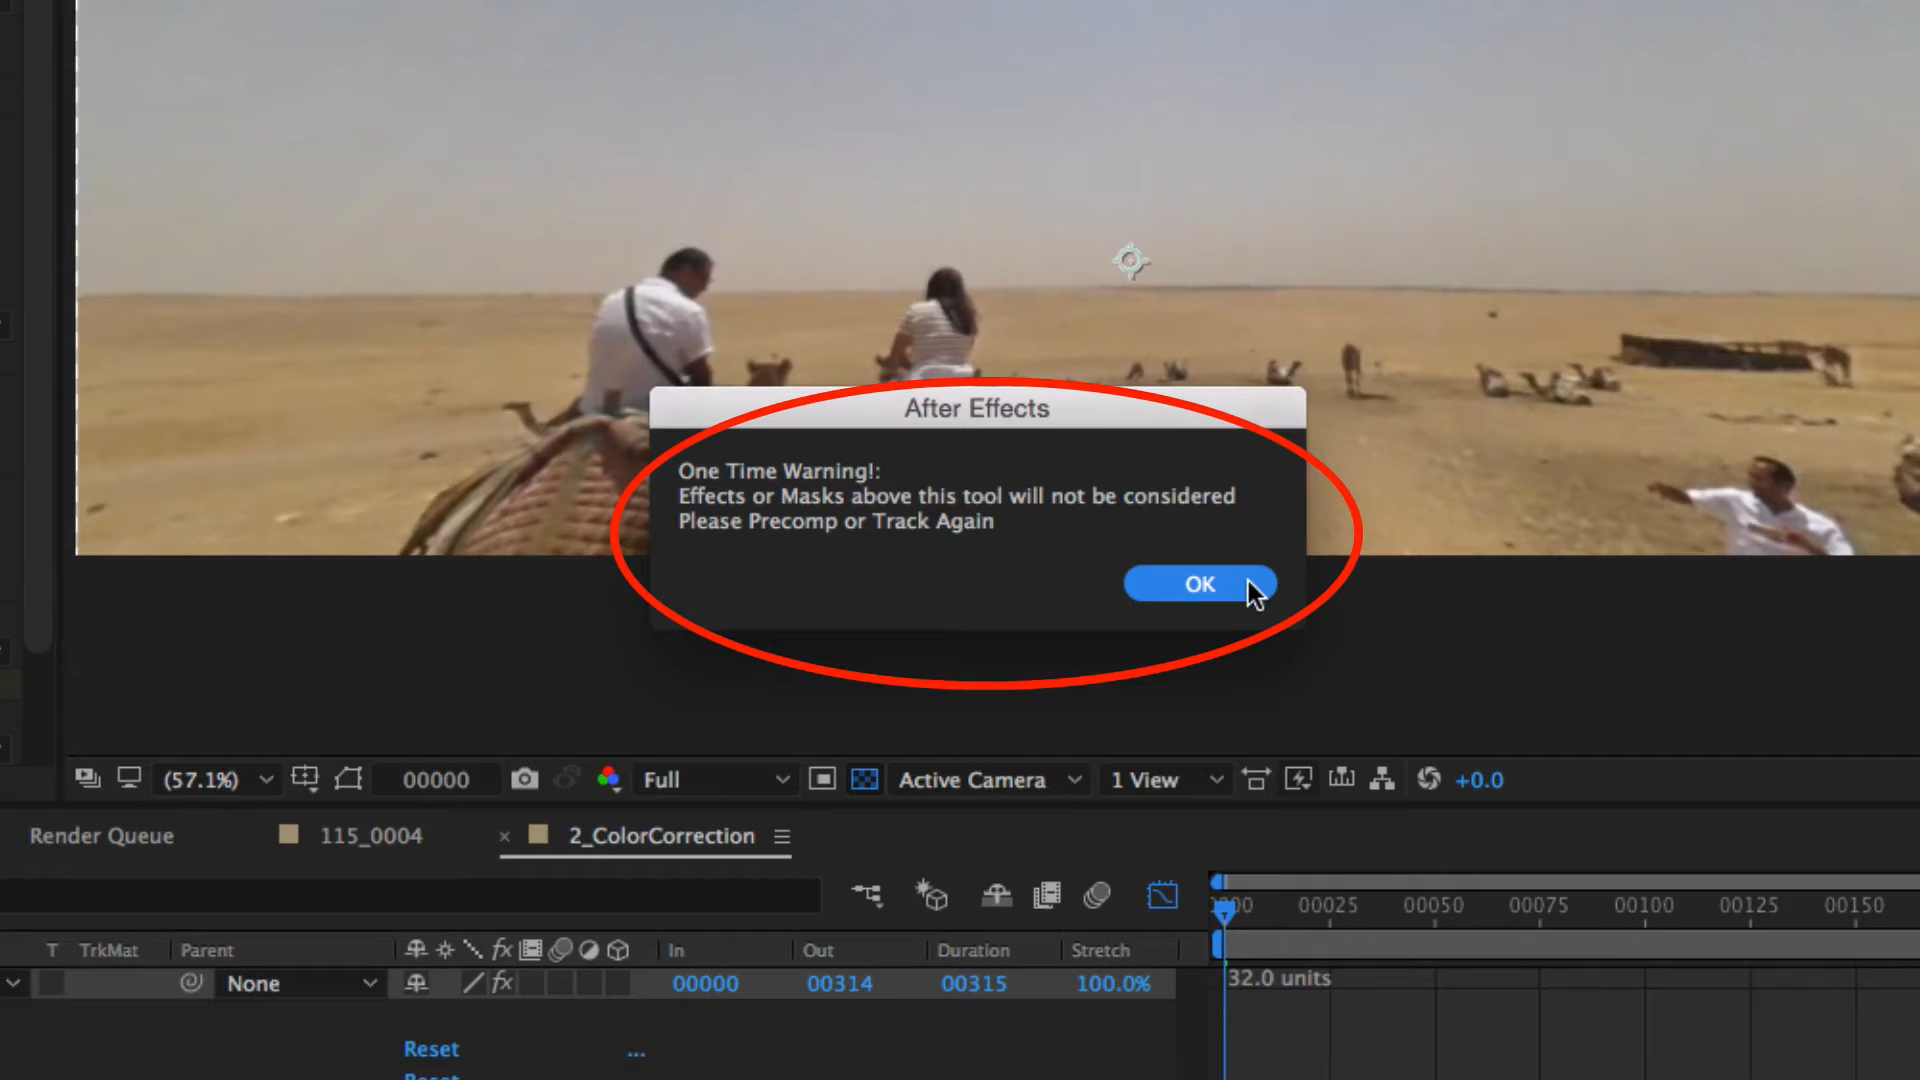 After Effects
One Time Warning!:
Effects or Masks above this tool will not be considered
Please Precomp or Track Again
OK
(57.1%) 00000 Full Active Camera 1 View +0.0
Render Queue 115_0004 × 2_ColorCorrection
00025 00050 00075 00100 00125 00150
T TrkMat Parent fx In Out Duration Stretch
None fx 00000 00314 00315 100.0% 32.0 units
Reset ...